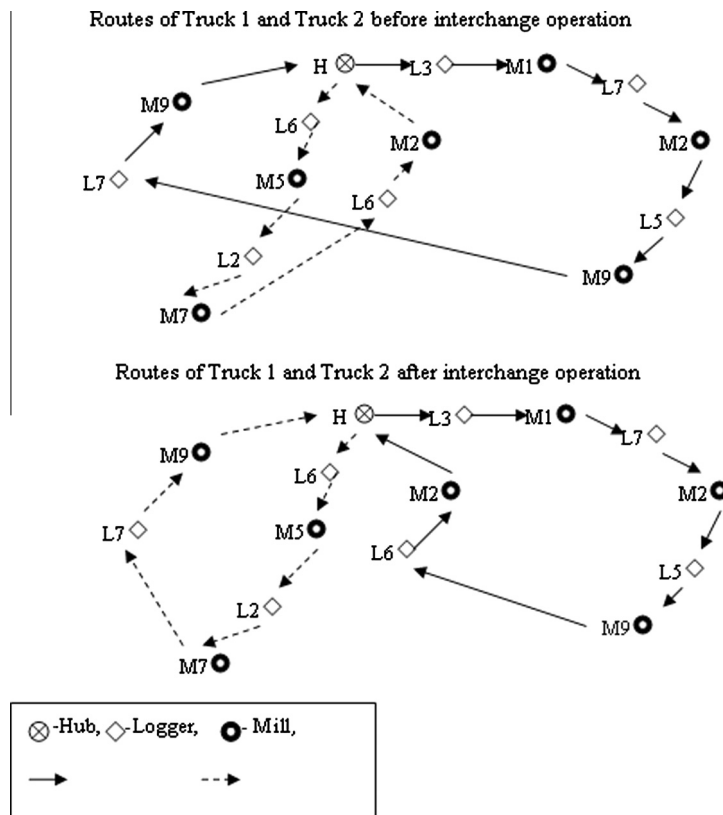 Routes of Truck 1 and Truck 2 before interchange operation
H L3 M1 L7
M9 L6 M2 M2
L7 M5 L6 L5
L2 M9
M7
Routes of Truck 1 and Truck 2 after interchange operation
H L3 M1 L7
M9 L6 M2 M2
L7 M5 L6 L5
L2 M9
M7
-Hub, -Logger, - Mill,